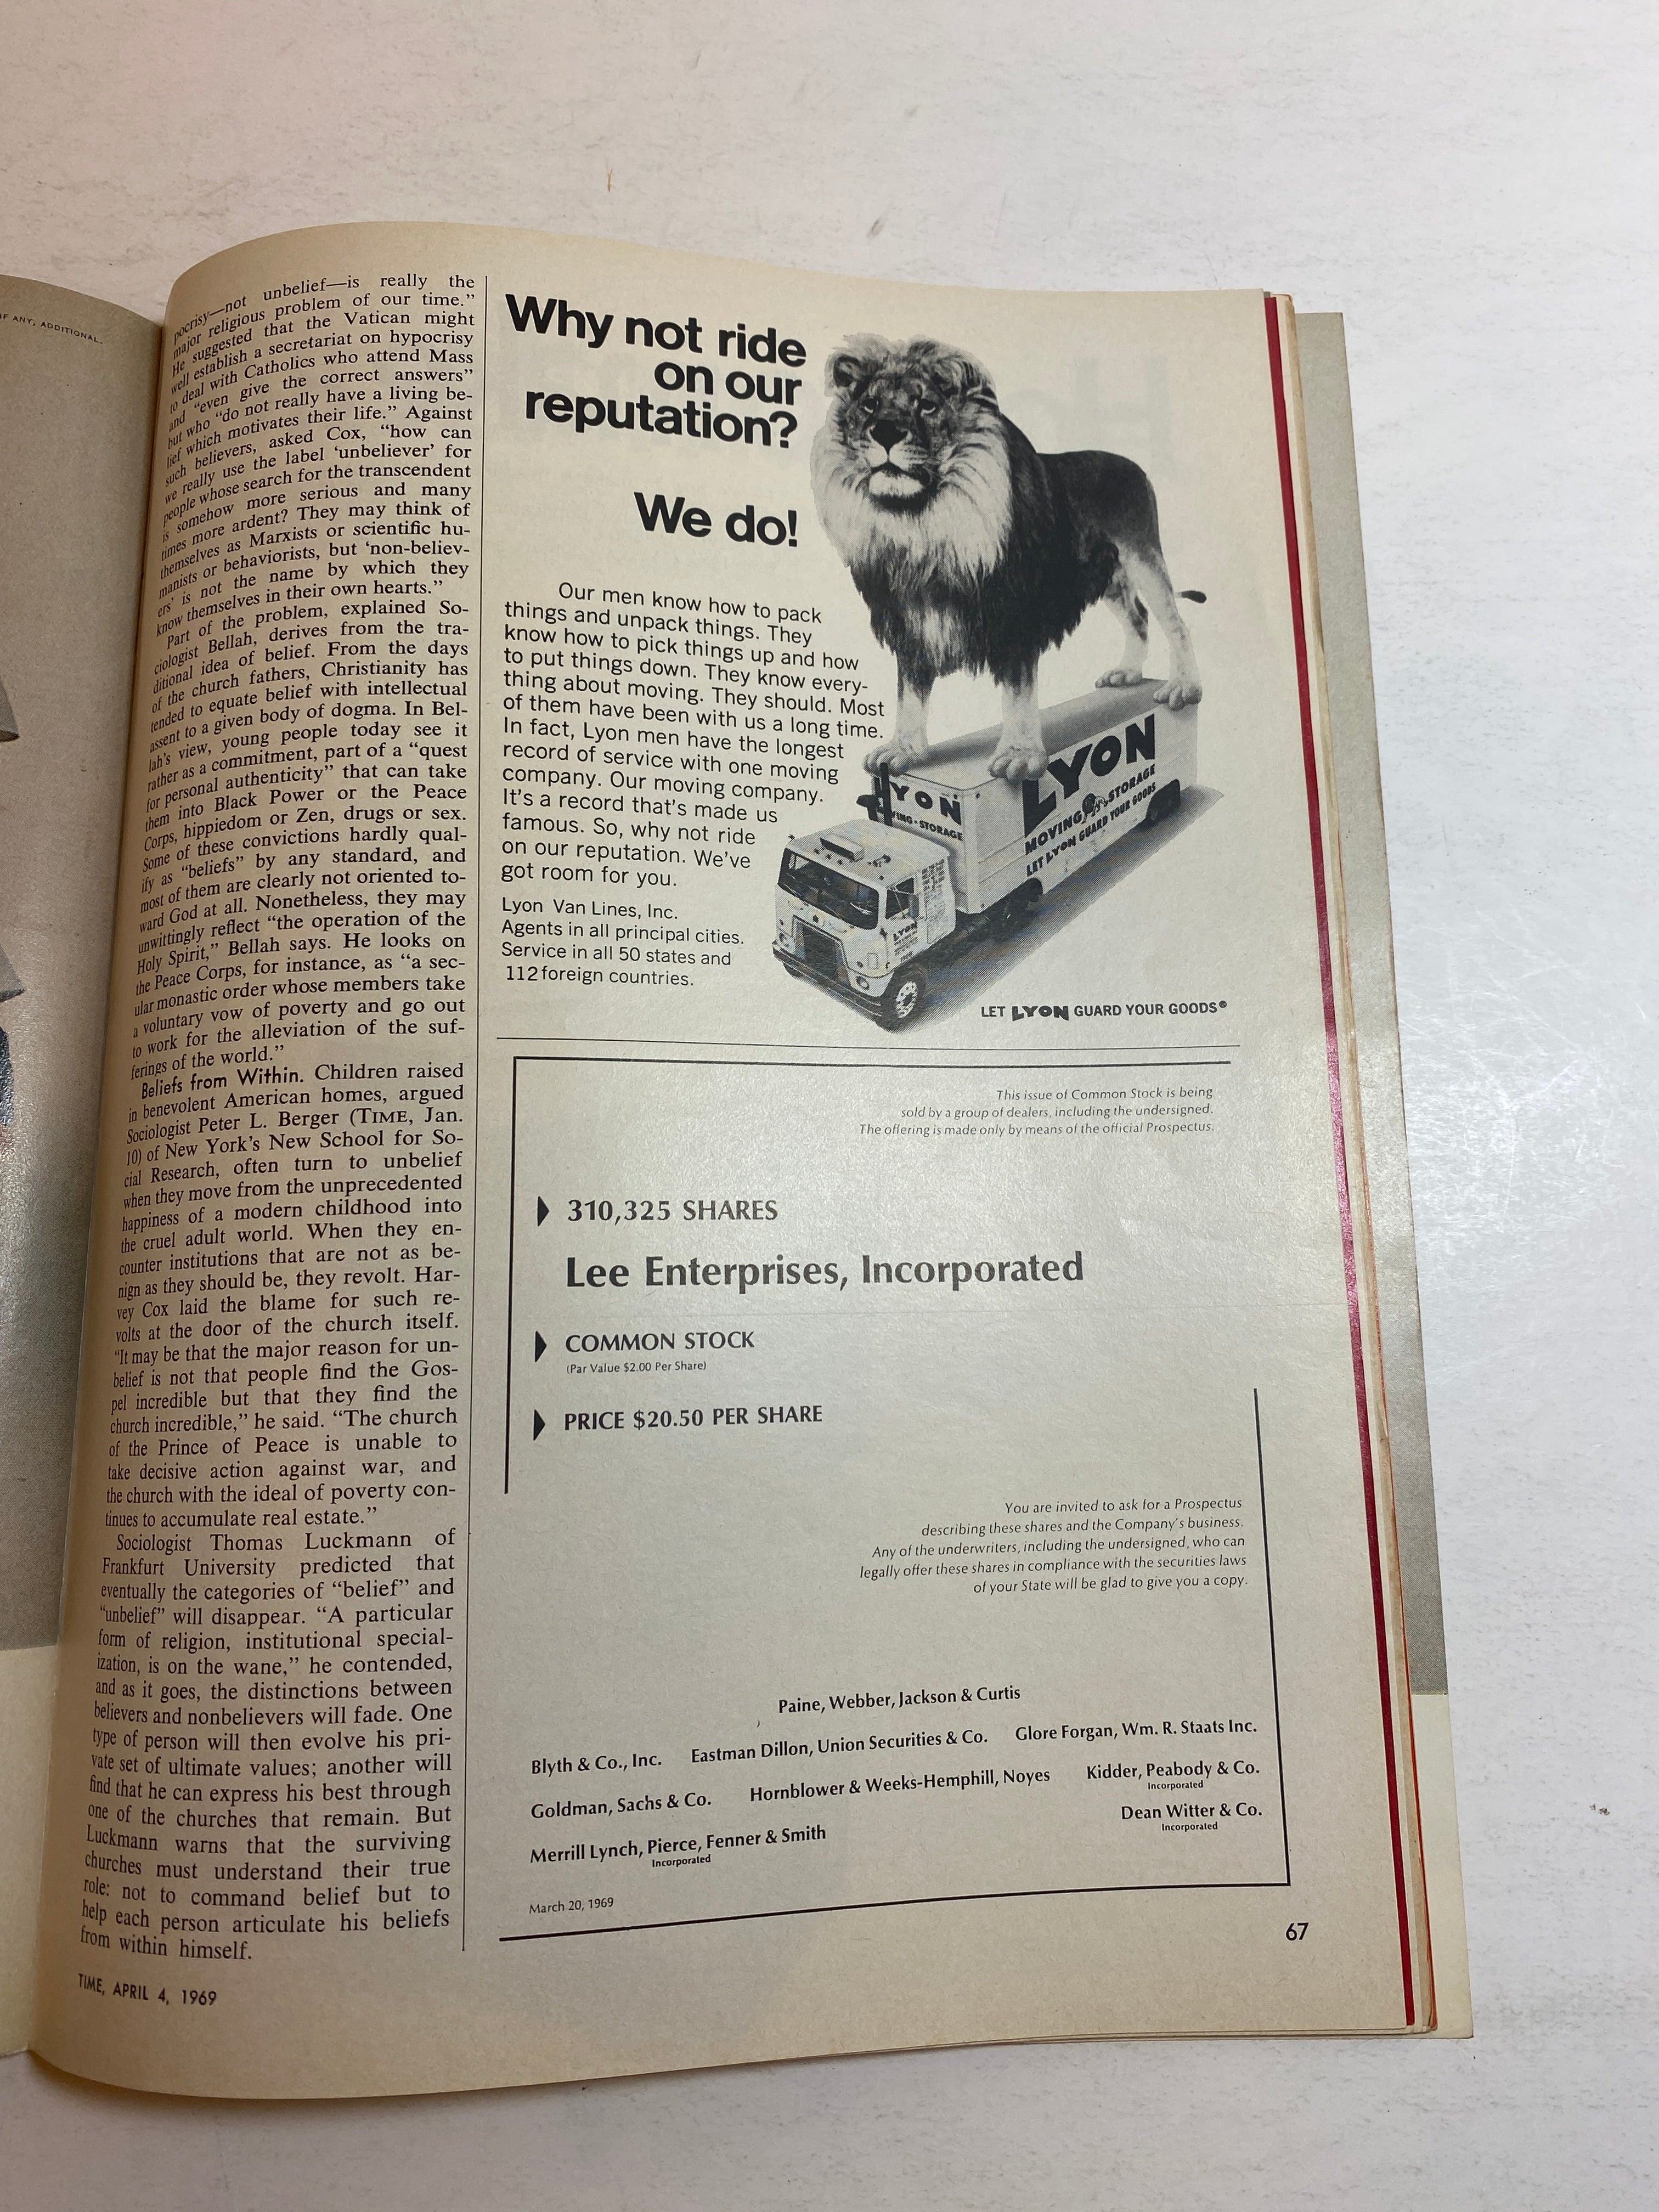 IF ANY, ADDITIONAL.
pocrisy—not unbelief—is really the
major religious problem of our time.”
He suggested that the Vatican might
well establish a secretariat on hypocrisy
to deal with Catholics who attend Mass
and “even give the correct answers”
but who “do not really have a living be-
lief which motivates their life.” Against
such believers, asked Cox, “how can
we really use the label ‘unbeliever’ for
people whose search for the transcendent
is somehow more serious and many
times more ardent? They may think of
themselves as Marxists or scientific hu-
manists or behaviorists, but ‘non-believ-
ers’ is not the name by which they
know themselves in their own hearts.”
Part of the problem, explained So-
ciologist Bellah, derives from the tra-
ditional idea of belief. From the days
of the church fathers, Christianity has
tended to equate belief with intellectual
assent to a given body of dogma. In Bel-
lah’s view, young people today see it
rather as a commitment, part of a “quest
for personal authenticity” that can take
them into Black Power or the Peace
Corps, hippiedom or Zen, drugs or sex.
Some of these convictions hardly qual-
ify as “beliefs” by any standard, and
most of them are clearly not oriented to-
ward God at all. Nonetheless, they may
unwittingly reflect “the operation of the
Holy Spirit,” Bellah says. He looks on
the Peace Corps, for instance, as “a sec-
ular monastic order whose members take
a voluntary vow of poverty and go out
to work for the alleviation of the suf-
ferings of the world.”
Beliefs from Within. Children raised
in benevolent American homes, argued
Sociologist Peter L. Berger (TIME, Jan.
10) of New York’s New School for So-
cial Research, often turn to unbelief
when they move from the unprecedented
happiness of a modern childhood into
the cruel adult world. When they en-
counter institutions that are not as be-
nign as they should be, they revolt. Har-
vey Cox laid the blame for such re-
volts at the door of the church itself.
“It may be that the major reason for un-
belief is not that people find the Gos-
pel incredible but that they find the
church incredible,” he said. “The church
of the Prince of Peace is unable to
take decisive action against war, and
the church with the ideal of poverty con-
tinues to accumulate real estate.”
Sociologist Thomas Luckmann of
Frankfurt University predicted that
eventually the categories of “belief” and
“unbelief” will disappear. “A particular
form of religion, institutional special-
ization, is on the wane,” he contended,
and as it goes, the distinctions between
believers and nonbelievers will fade. One
type of person will then evolve his pri-
vate set of ultimate values; another will
find that he can express his best through
one of the churches that remain. But
Luckmann warns that the surviving
churches must understand their true
role: not to command belief but to
help each person articulate his beliefs
from within himself.
TIME, APRIL 4, 1969
Why not ride
on our
reputation?
We do!
Our men know how to pack
things and unpack things. They
know how to pick things up and how
to put things down. They know every-
thing about moving. They should. Most
of them have been with us a long time.
In fact, Lyon men have the longest
record of service with one moving
company. Our moving company.
It’s a record that’s made us
famous. So, why not ride
on our reputation. We’ve
got room for you.
Lyon Van Lines, Inc.
Agents in all principal cities.
Service in all 50 states and
112 foreign countries.
LYON
MOVING STORAGE
LET LYON GUARD YOUR GOODS
YON
VING · STORAGE
LYON
LET LYON GUARD YOUR GOODS®
This issue of Common Stock is being
sold by a group of dealers, including the undersigned.
The offering is made only by means of the official Prospectus.
310,325 SHARES
Lee Enterprises, Incorporated
COMMON STOCK
(Par Value $2.00 Per Share)
PRICE $20.50 PER SHARE
You are invited to ask for a Prospectus
describing these shares and the Company’s business.
Any of the underwriters, including the undersigned, who can
legally offer these shares in compliance with the securities laws
of your State will be glad to give you a copy.
Paine, Webber, Jackson & Curtis
Blyth & Co., Inc. Eastman Dillon, Union Securities & Co. Glore Forgan, Wm. R. Staats Inc.
Goldman, Sachs & Co. Hornblower & Weeks-Hemphill, Noyes Kidder, Peabody & Co.
Incorporated
Merrill Lynch, Pierce, Fenner & Smith Dean Witter & Co.
Incorporated Incorporated
March 20, 1969
67